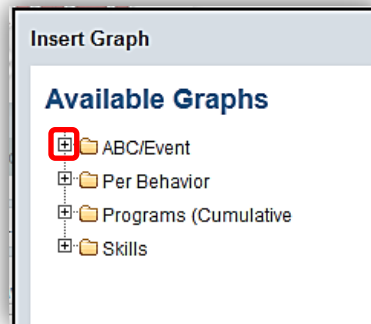 Insert Graph
Available Graphs
ABC/Event
Per Behavior
Programs (Cumulative
Skills